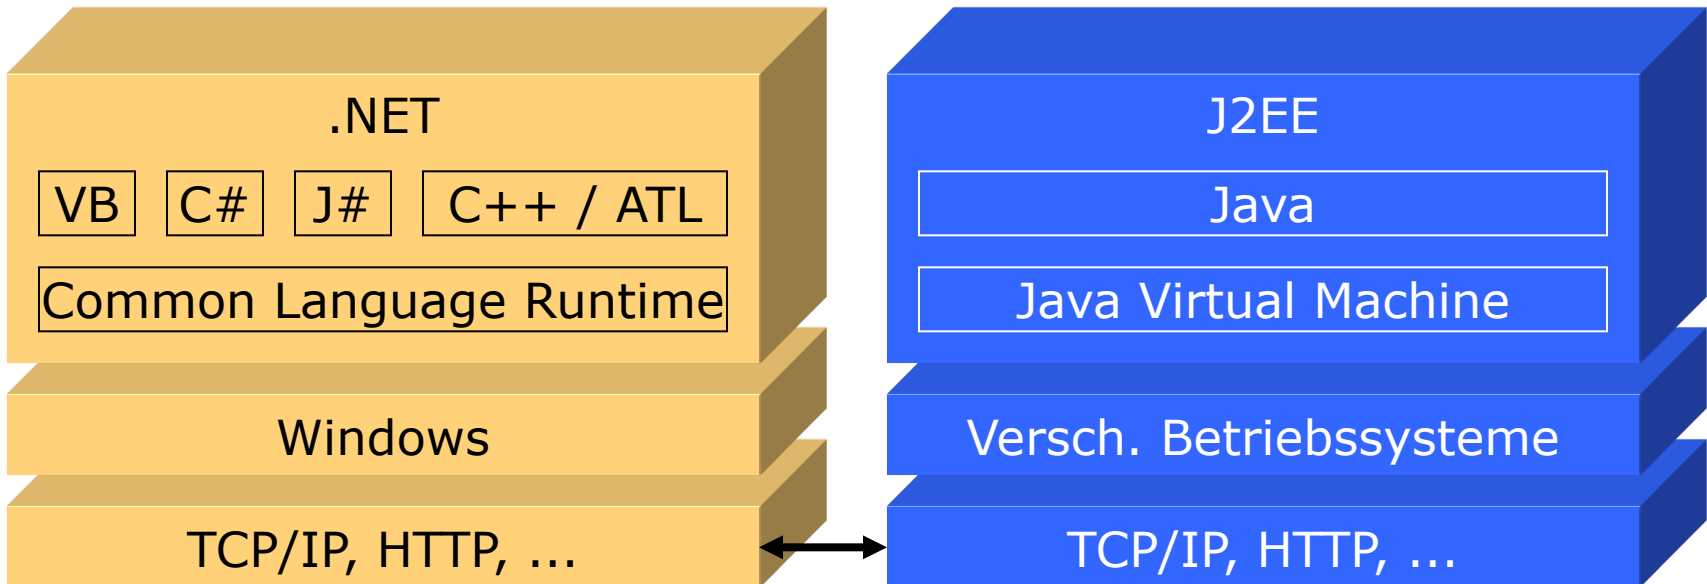 .NET
VB C# J# C++ / ATL
Common Language Runtime
Windows
TCP/IP, HTTP, ...
J2EE
Java
Java Virtual Machine
Versch. Betriebssysteme
TCP/IP, HTTP, ...